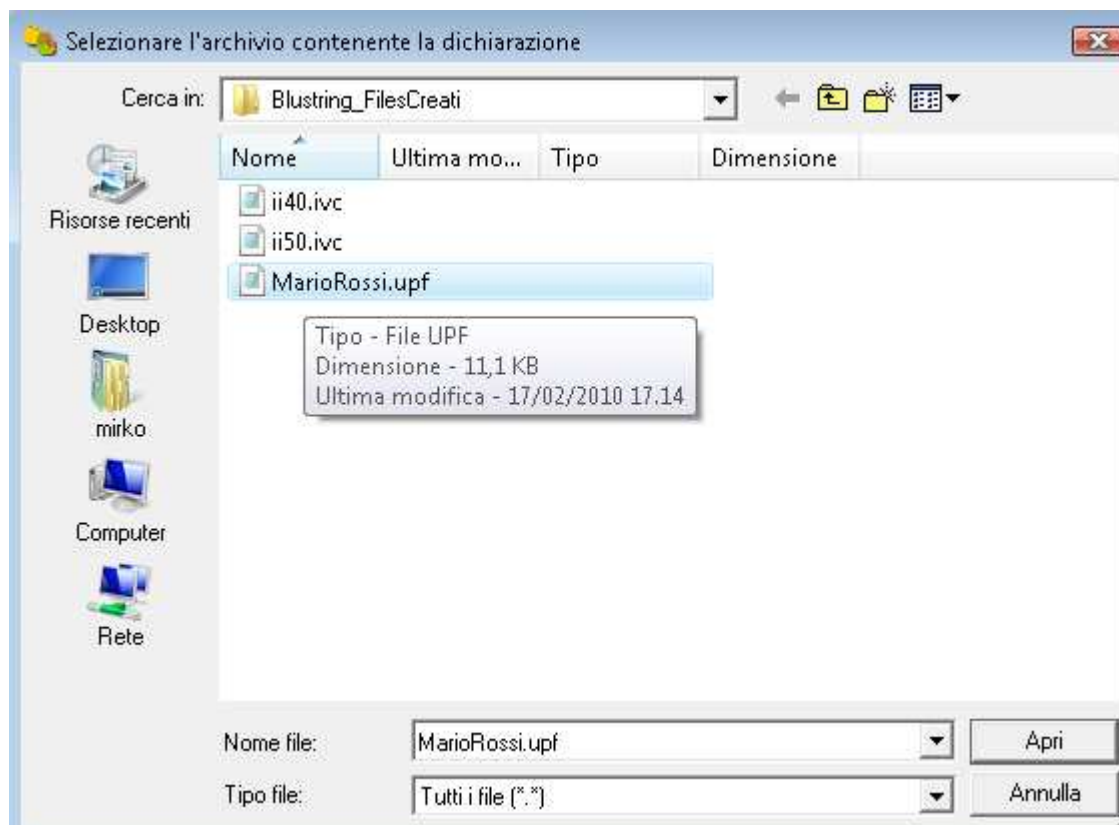 Selezionare l'archivio contenente la dichiarazione
Cerca in: Blustring_FilesCreati
Nome Ultima mo... Tipo Dimensione
ii40.ivc
ii50.ivc
MarioRossi.upf
Tipo - File UPF
Dimensione - 11,1 KB
Ultima modifica - 17/02/2010 17.14
Risorse recenti
Desktop
mirko
Computer
Rete
Nome file: MarioRossi.upf Apri
Tipo file: Tutti i file (*.*) Annulla